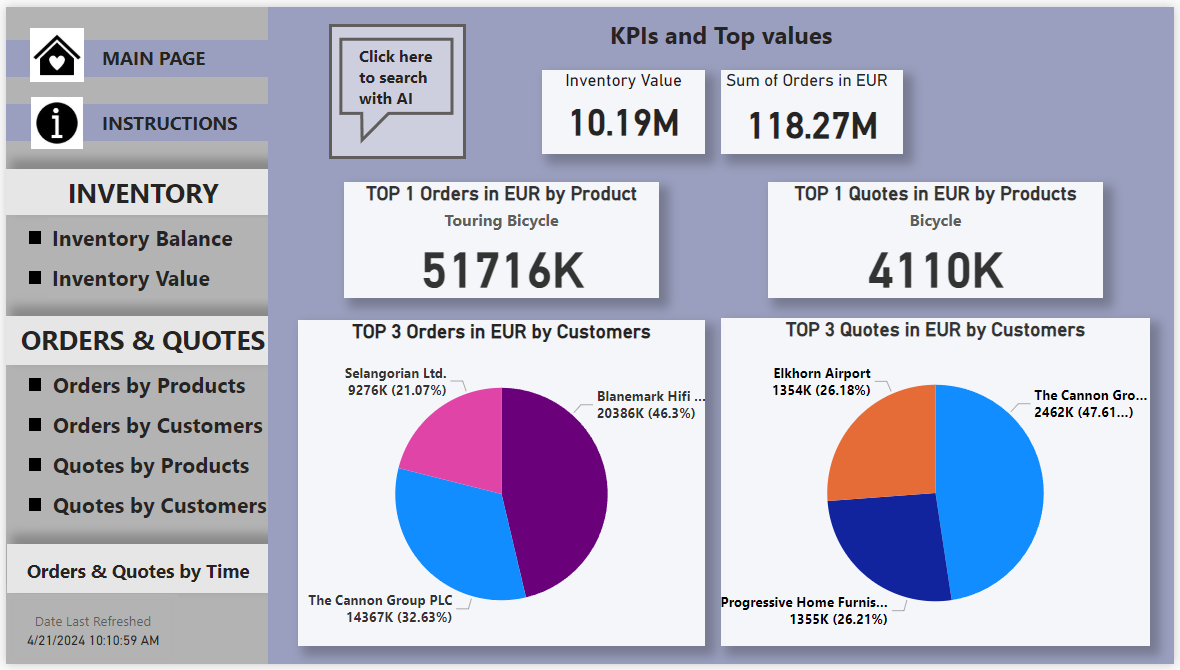 MAIN PAGE
INSTRUCTIONS
INVENTORY
Inventory Balance
Inventory Value
ORDERS & QUOTES
Orders by Products
Orders by Customers
Quotes by Products
Quotes by Customers
Orders & Quotes by Time
Date Last Refreshed
4/21/2024 10:10:59 AM
Click here
to search
with AI
KPIs and Top values
Inventory Value
10.19M
Sum of Orders in EUR
118.27M
TOP 1 Orders in EUR by Product
Touring Bicycle
51716K
TOP 1 Quotes in EUR by Products
Bicycle
4110K
TOP 3 Orders in EUR by Customers
Selangorian Ltd.
9276K (21.07%)
Blanemark Hifi ...
20386K (46.3%)
The Cannon Group PLC
14367K (32.63%)
TOP 3 Quotes in EUR by Customers
Elkhorn Airport
1354K (26.18%)
The Cannon Gro...
2462K (47.61...)
Progressive Home Furnis...
1355K (26.21%)